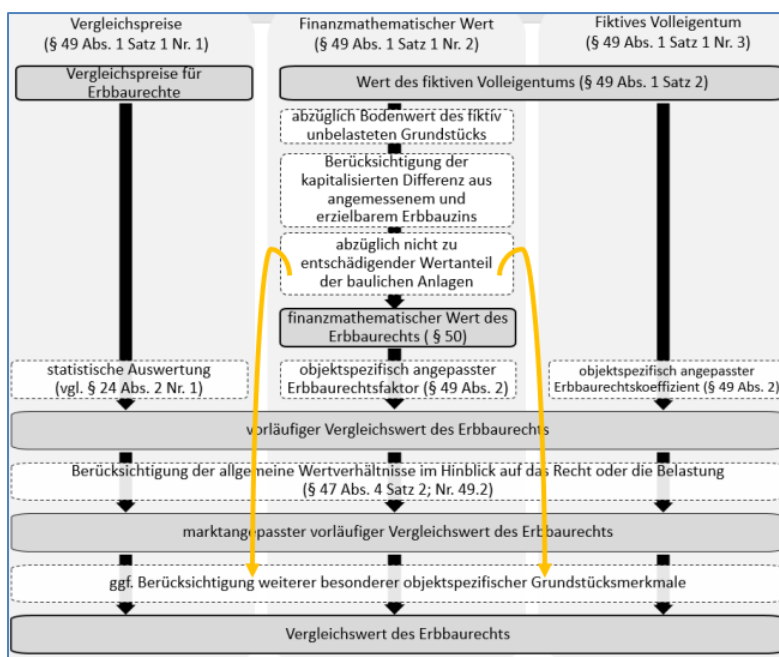 Vergleichspreise
(§ 49 Abs. 1 Satz 1 Nr. 1)
Finanzmathematischer Wert
(§ 49 Abs. 1 Satz 1 Nr. 2)
Fiktives Volleigentum
(§ 49 Abs. 1 Satz 1 Nr. 3)
Vergleichspreise für
Erbbaurechte
Wert des fiktiven Volleigentums (§ 49 Abs. 1 Satz 2)
abzüglich Bodenwert des fiktiv
unbelasteten Grundstücks
Berücksichtigung der
kapitalisierten Differenz aus
angemessenem und
erzielbarem Erbbauzins
abzüglich nicht zu
entschädigender Wertanteil
der baulichen Anlagen
finanzmathematischer Wert des
Erbbaurechts ( § 50)
statistische Auswertung
(vgl. § 24 Abs. 2 Nr. 1)
objektspezifisch angepasster
Erbbaurechtsfaktor (§ 49 Abs. 2)
objektspezifisch angepasster
Erbbaurechtskoeffizient (§ 49 Abs. 2)
vorläufiger Vergleichswert des Erbbaurechts
Berücksichtigung der allgemeine Wertverhältnisse im Hinblick auf das Recht oder die Belastung
(§ 47 Abs. 4 Satz 2; Nr. 49.2)
marktangepasster vorläufiger Vergleichswert des Erbbaurechts
ggf. Berücksichtigung weiterer besonderer objektspezifischer Grundstücksmerkmale
Vergleichswert des Erbbaurechts